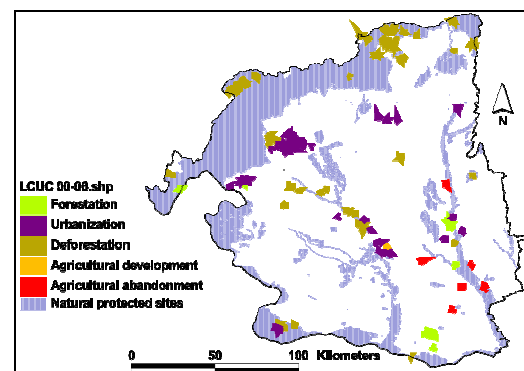 N
LCUC 00-06.shp
Forestation
Urbanization
Deforestation
Agricultural development
Agricultural abandonment
Natural protected sites
0 50 100 Kilometers